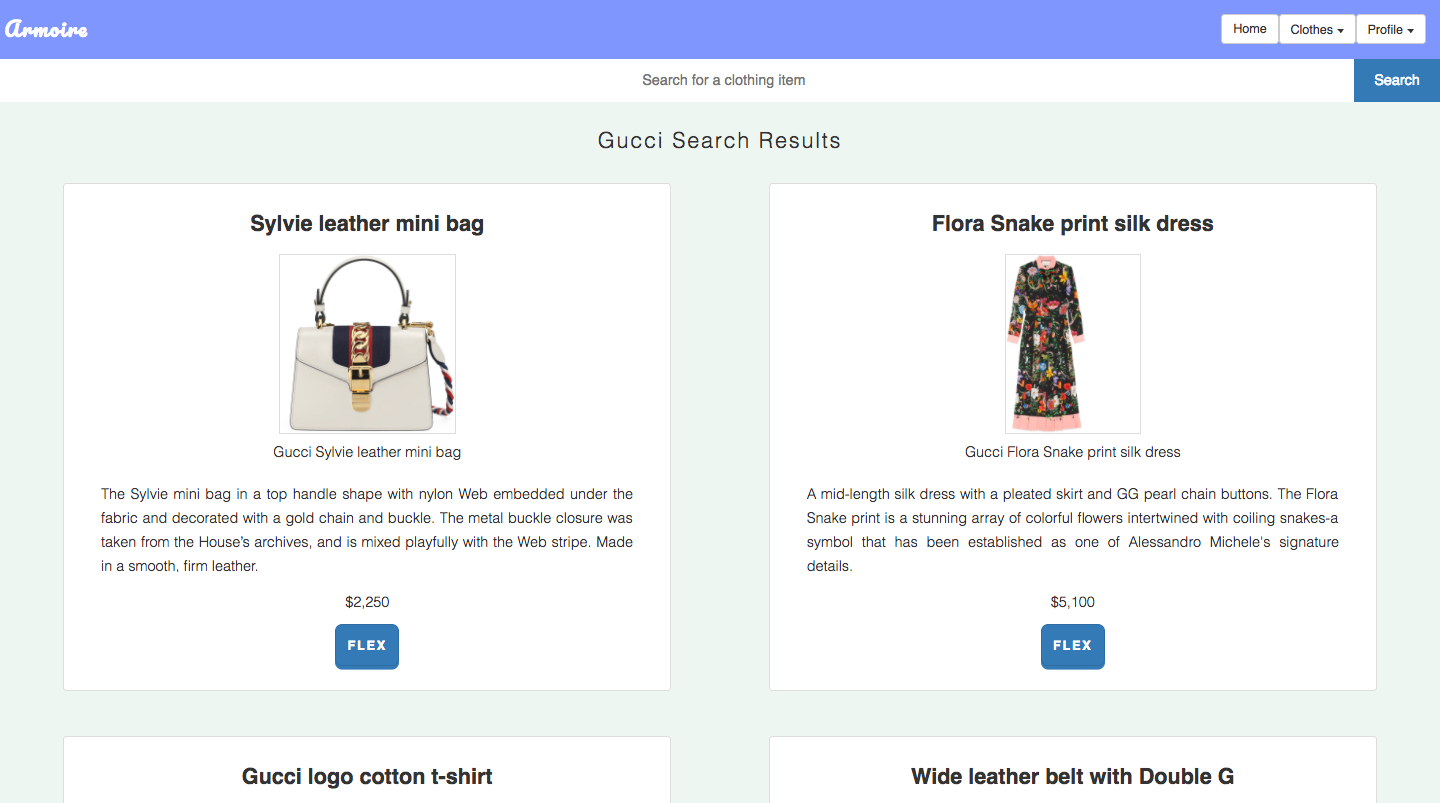 Armoire
Home
Clothes
Profile
Search for a clothing item
Search
Gucci Search Results
Sylvie leather mini bag
Gucci Sylvie leather mini bag
The Sylvie mini bag in a top handle shape with nylon Web embedded under the
fabric and decorated with a gold chain and buckle. The metal buckle closure was
taken from the House’s archives, and is mixed playfully with the Web stripe. Made
in a smooth, firm leather.
$2,250
FLEX
Flora Snake print silk dress
Gucci Flora Snake print silk dress
A mid-length silk dress with a pleated skirt and GG pearl chain buttons. The Flora
Snake print is a stunning array of colorful flowers intertwined with coiling snakes-a
symbol that has been established as one of Alessandro Michele's signature
details.
$5,100
FLEX
Gucci logo cotton t-shirt
Wide leather belt with Double G